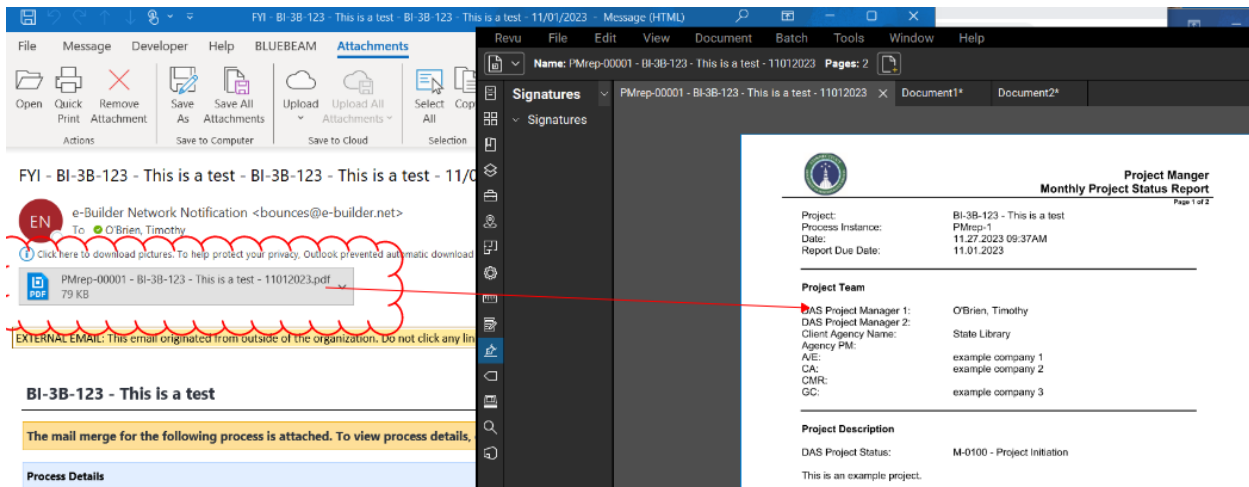 FYI - BI-3B-123 - This is a test - BI-3B-123 - This is a test - 11/01/2023 - Message (HTML)
File Message Developer Help BLUEBEAM Attachments
Open
Quick Print
Remove Attachment
Save As
Save All Attachments
Upload
Upload All Attachments
Select All
Actions
Save to Computer
Save to Cloud
Selection
FYI - BI-3B-123 - This is a test - BI-3B-123 - This is a test - 11/0
EN
e-Builder Network Notification <bounces@e-builder.net>
To O'Brien, Timothy
Click here to download pictures. To help protect your privacy, Outlook prevented automatic download
PDF
PMrep-00001 - BI-3B-123 - This is a test - 11012023.pdf
79 KB
EXTERNAL EMAIL: This email originated from outside of the organization. Do not click any lin
BI-3B-123 - This is a test
The mail merge for the following process is attached. To view process details,
Process Details
Revu File Edit View Document Batch Tools Window Help
Name: PMrep-00001 - BI-3B-123 - This is a test - 11012023 Pages: 2
Signatures
Signatures
PMrep-00001 - BI-3B-123 - This is a test - 11012023
Document1*
Document2*
Project Manger
Monthly Project Status Report
Page 1 of 2
Project: BI-3B-123 - This is a test
Process Instance: PMrep-1
Date: 11.27.2023 09:37AM
Report Due Date: 11.01.2023
Project Team
DAS Project Manager 1: O'Brien, Timothy
DAS Project Manager 2:
Client Agency Name: State Library
Agency PM:
A/E: example company 1
CA: example company 2
CMR:
GC: example company 3
Project Description
DAS Project Status: M-0100 - Project Initiation
This is an example project.